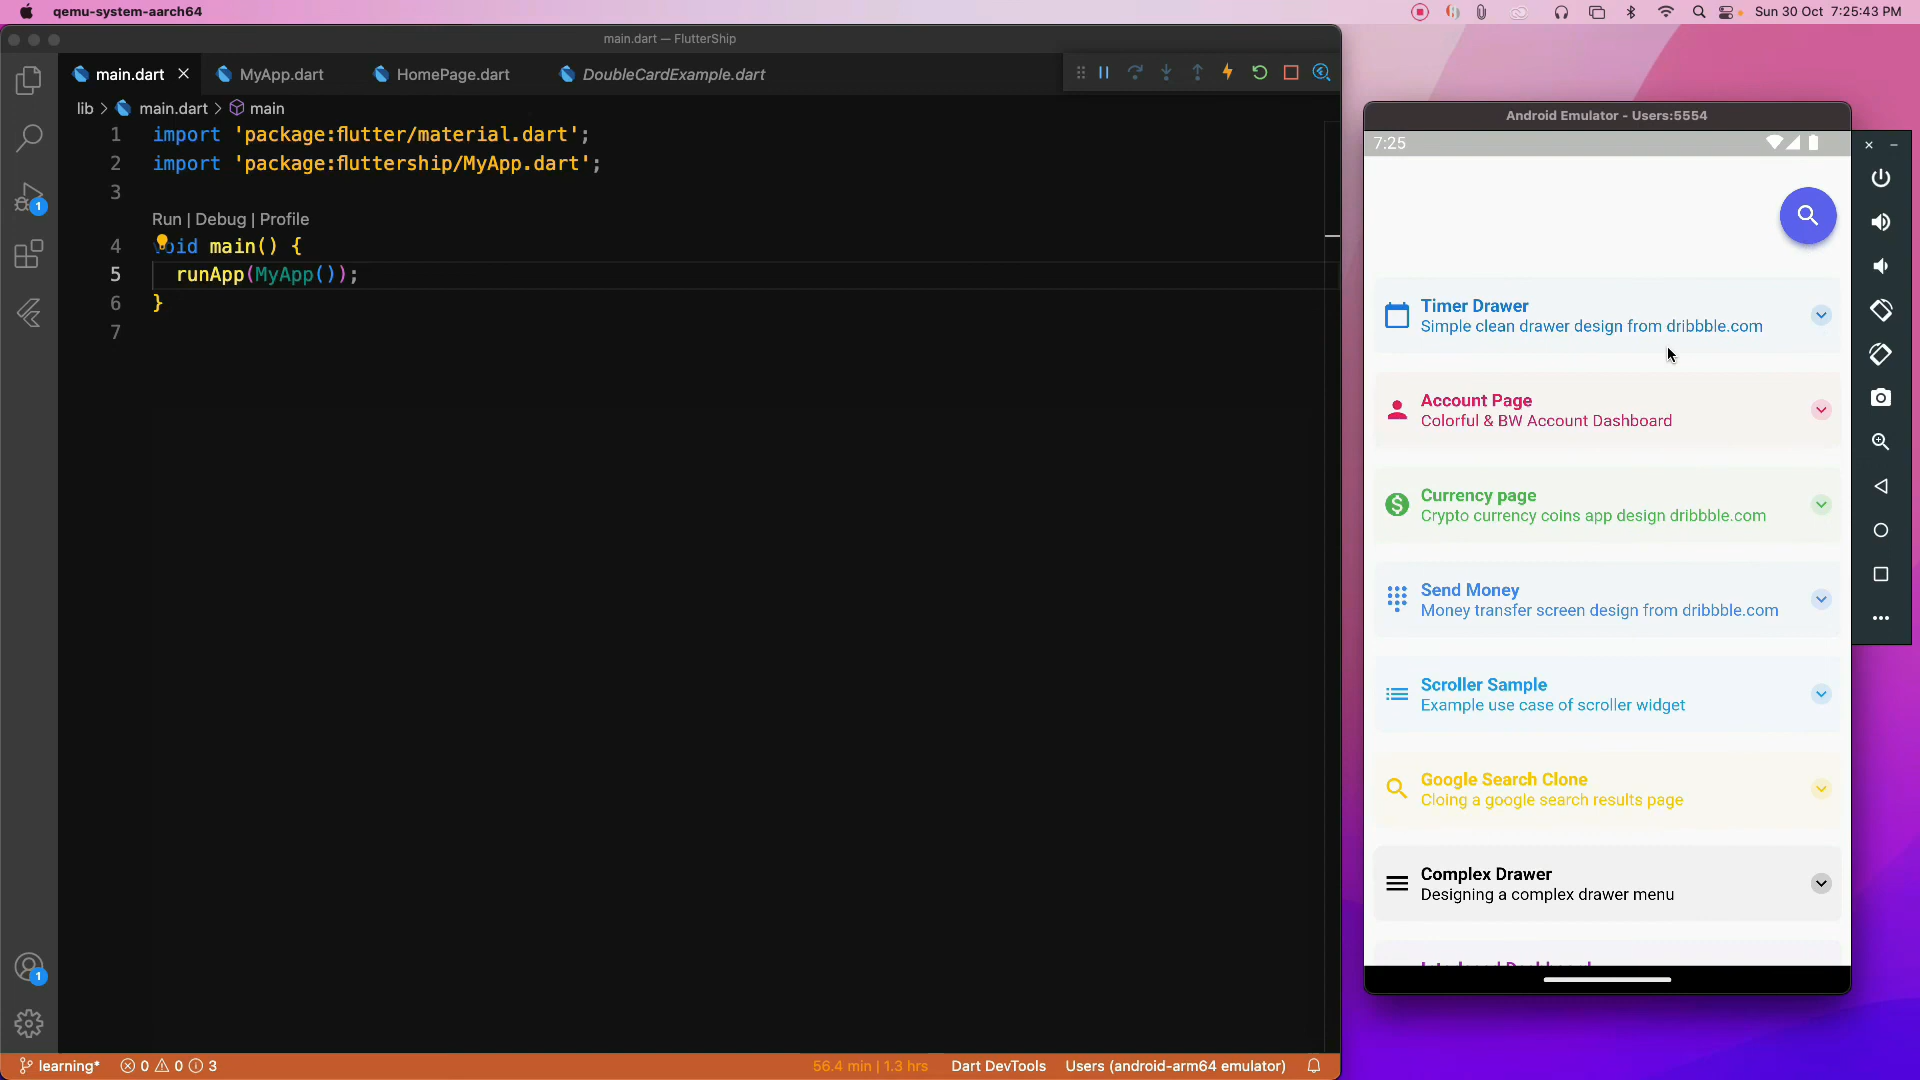 qemu-system-aarch64
Sun 30 Oct 7:25:43 PM
main.dart — FlutterShip
main.dart
MyApp.dart
HomePage.dart
DoubleCardExample.dart
lib > main.dart > main
1 import 'package:flutter/material.dart';
2 import 'package:fluttership/MyApp.dart';
3
Run | Debug | Profile
4 void main() {
5 runApp(MyApp());
6 }
7
1
1
learning*
0 0 3
56.4 min | 1.3 hrs
Dart DevTools
Users (android-arm64 emulator)
Android Emulator - Users:5554
7:25
Timer Drawer
Simple clean drawer design from dribbble.com
Account Page
Colorful & BW Account Dashboard
Currency page
Crypto currency coins app design dribbble.com
Send Money
Money transfer screen design from dribbble.com
Scroller Sample
Example use case of scroller widget
Google Search Clone
Cloing a google search results page
Complex Drawer
Designing a complex drawer menu